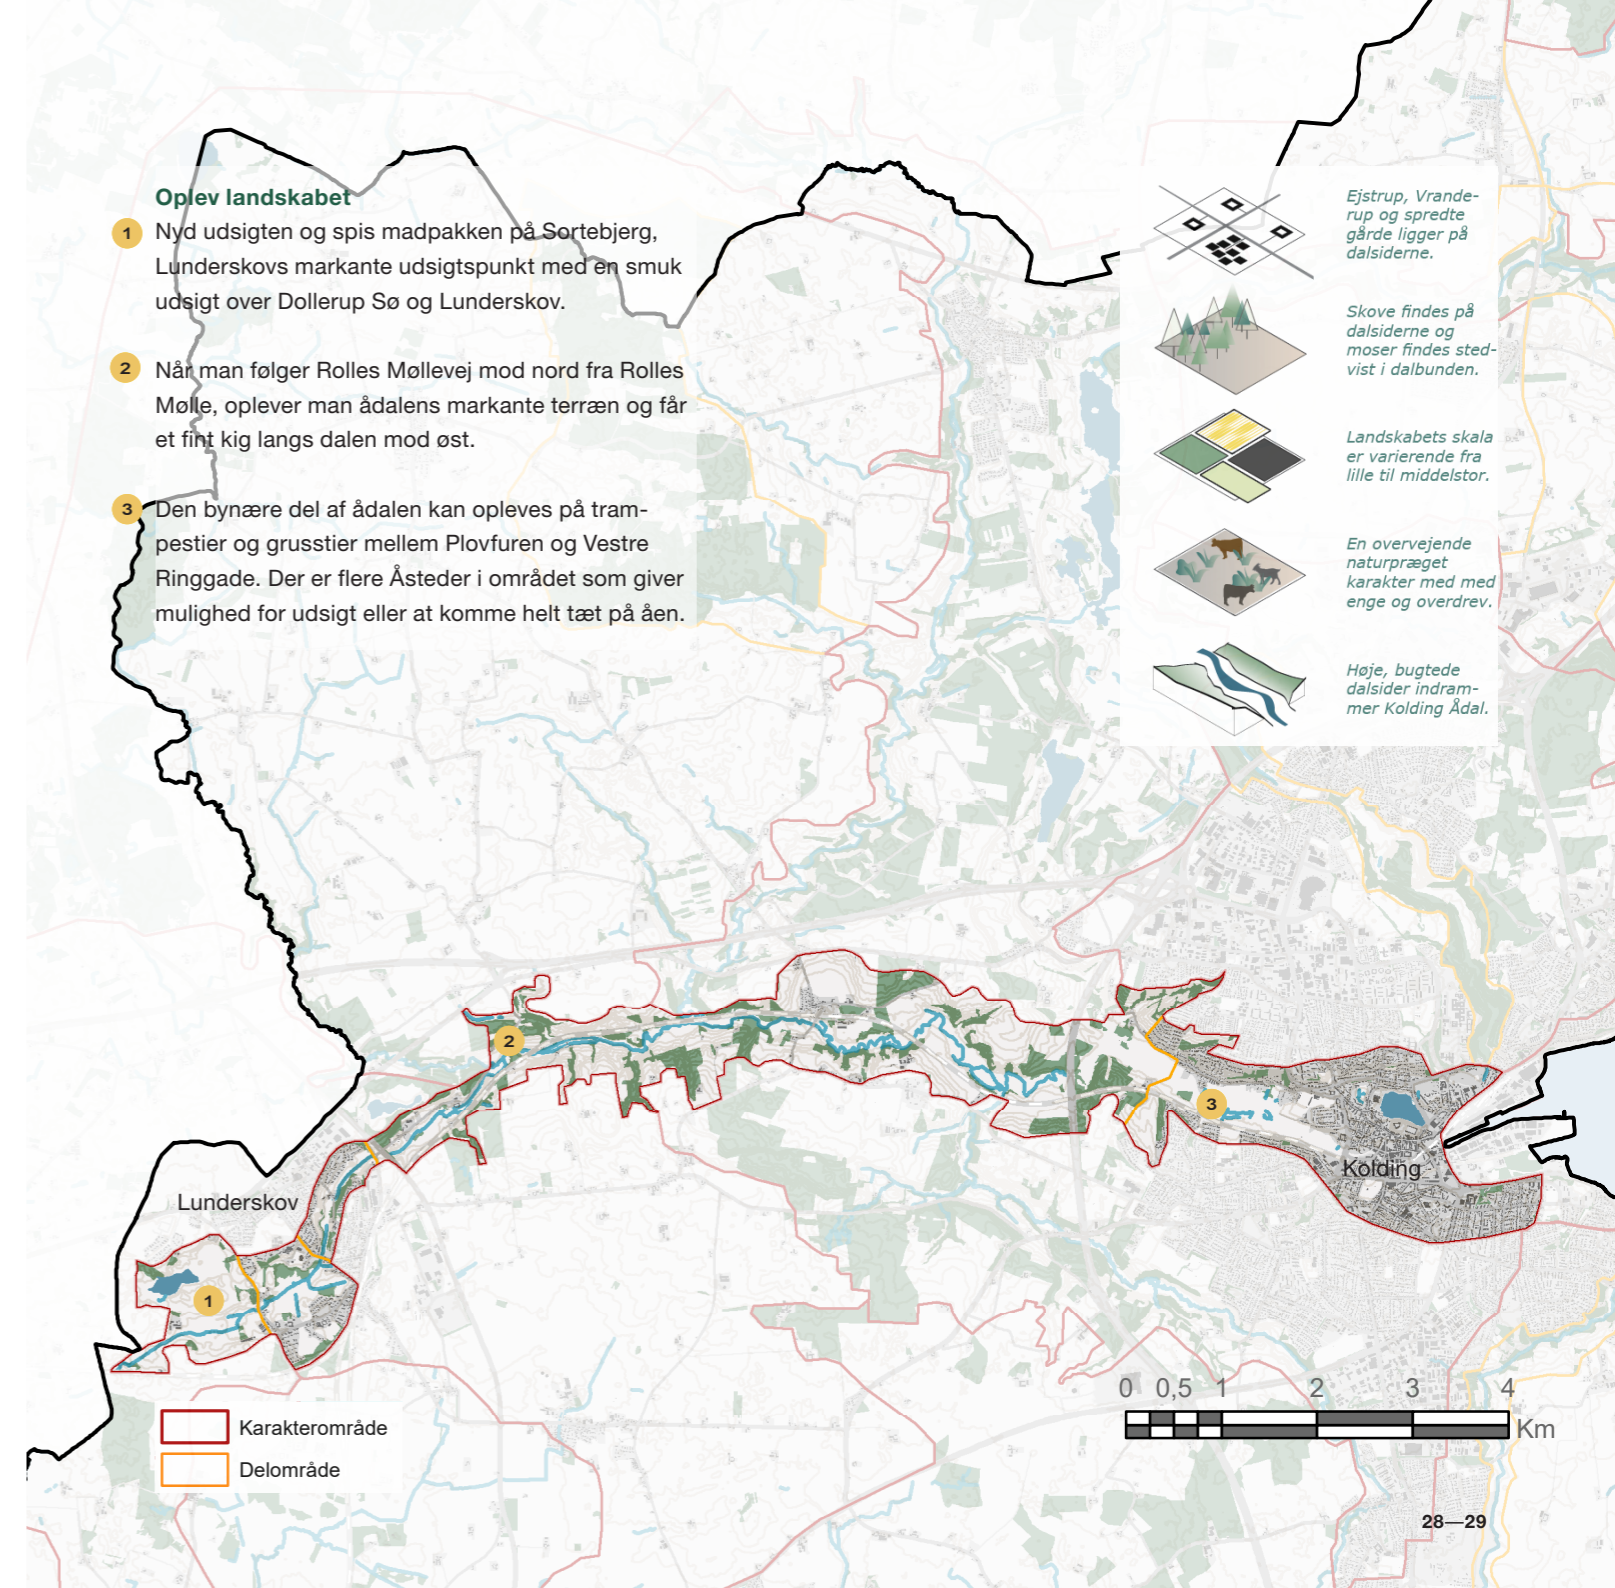 Oplev landskabet
1
Nyd udsigten og spis madpakken på Sortebjerg,
Lunderskovs markante udsigtspunkt med en smuk
udsigt over Dollerup Sø og Lunderskov.
2
Når man følger Rolles Møllevej mod nord fra Rolles
Mølle, oplever man ådalens markante terræn og får
et fint kig langs dalen mod øst.
3
Den bynære del af ådalen kan opleves på tram-
pestier og grusstier mellem Plovfuren og Vestre
Ringgade. Der er flere Åsteder i området som giver
mulighed for udsigt eller at komme helt tæt på åen.
Ejstrup, Vrande-
rup og spredte
gårde ligger på
dalsiderne.
Skove findes på
dalsiderne og
moser findes sted-
vist i dalbunden.
Landskabets skala
er varierende fra
lille til middelstor.
En overvejende
naturpræget
karakter med med
enge og overdrev.
Høje, bugtede
dalsider indram-
mer Kolding Ådal.
2
3
Kolding
Lunderskov
1
Karakterområde
Delområde
0 0,5 1 2 3 4
Km
28—29